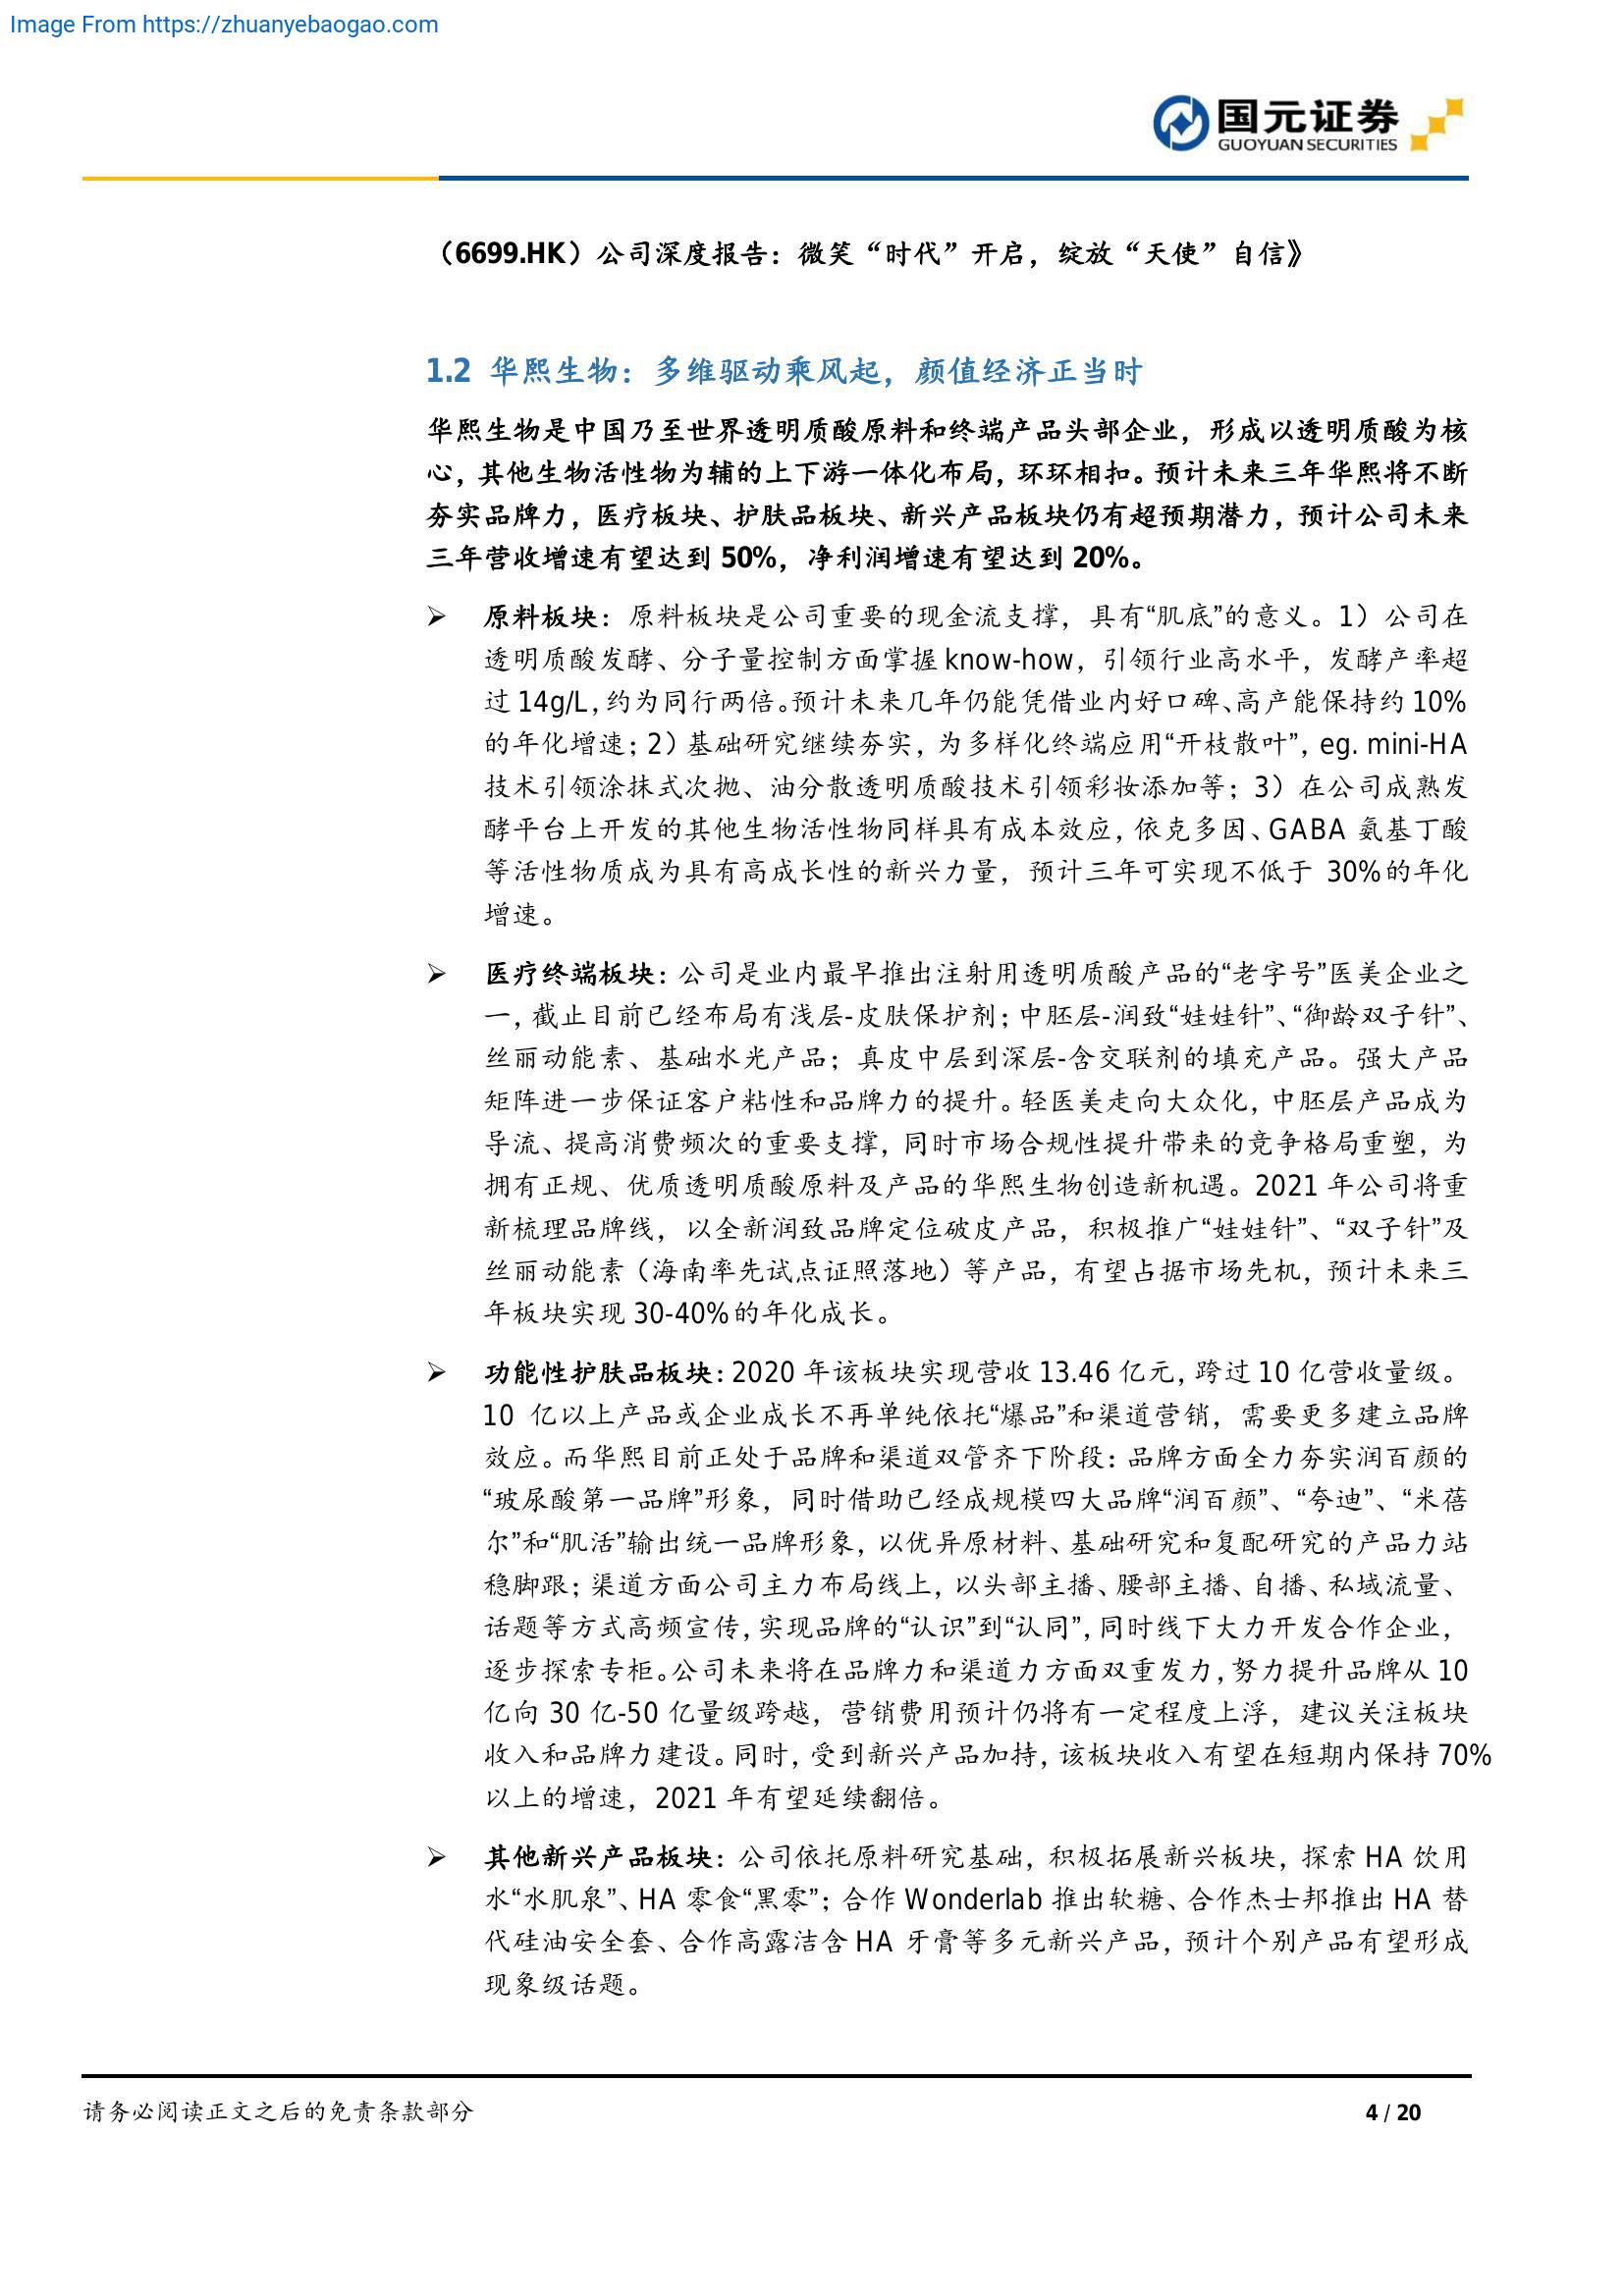 Image From https://zhuanyebaogao.com
国元证券
GUOYUAN SECURITIES
（6699.HK）公司深度报告：微笑“时代”开启，绽放“天使”自信》
1.2 华熙生物：多维驱动乘风起，颜值经济正当时
华熙生物是中国乃至世界透明质酸原料和终端产品头部企业，形成以透明质酸为核
心，其他生物活性物为辅的上下游一体化布局，环环相扣。预计未来三年华熙将不断
夯实品牌力，医疗板块、护肤品板块、新兴产品板块仍有超预期潜力，预计公司未来
三年营收增速有望达到 50%，净利润增速有望达到 20%。
➢ 原料板块：原料板块是公司重要的现金流支撑，具有“肌底”的意义。1）公司在
透明质酸发酵、分子量控制方面掌握 know-how，引领行业高水平，发酵产率超
过 14g/L，约为同行两倍。预计未来几年仍能凭借业内好口碑、高产能保持约 10%
的年化增速；2）基础研究继续夯实，为多样化终端应用“开枝散叶”，eg. mini-HA
技术引领涂抹式次抛、油分散透明质酸技术引领彩妆添加等；3）在公司成熟发
酵平台上开发的其他生物活性物同样具有成本效应，依克多因、GABA 氨基丁酸
等活性物质成为具有高成长性的新兴力量，预计三年可实现不低于 30%的年化
增速。
➢ 医疗终端板块：公司是业内最早推出注射用透明质酸产品的“老字号”医美企业之
一，截止目前已经布局有浅层-皮肤保护剂；中胚层-润致“娃娃针”、“御龄双子针”、
丝丽动能素、基础水光产品；真皮中层到深层-含交联剂的填充产品。强大产品
矩阵进一步保证客户粘性和品牌力的提升。轻医美走向大众化，中胚层产品成为
导流、提高消费频次的重要支撑，同时市场合规性提升带来的竞争格局重塑，为
拥有正规、优质透明质酸原料及产品的华熙生物创造新机遇。2021 年公司将重
新梳理品牌线，以全新润致品牌定位破皮产品，积极推广“娃娃针”、“双子针”及
丝丽动能素（海南率先试点证照落地）等产品，有望占据市场先机，预计未来三
年板块实现 30-40%的年化成长。
➢ 功能性护肤品板块：2020 年该板块实现营收 13.46 亿元，跨过 10 亿营收量级。
10 亿以上产品或企业成长不再单纯依托“爆品”和渠道营销，需要更多建立品牌
效应。而华熙目前正处于品牌和渠道双管齐下阶段：品牌方面全力夯实润百颜的
“玻尿酸第一品牌”形象，同时借助已经成规模四大品牌“润百颜”、“夸迪”、“米蓓
尔”和“肌活”输出统一品牌形象，以优异原材料、基础研究和复配研究的产品力站
稳脚跟；渠道方面公司主力布局线上，以头部主播、腰部主播、自播、私域流量、
话题等方式高频宣传，实现品牌的“认识”到“认同”，同时线下大力开发合作企业，
逐步探索专柜。公司未来将在品牌力和渠道力方面双重发力，努力提升品牌从 10
亿向 30 亿-50 亿量级跨越，营销费用预计仍将有一定程度上浮，建议关注板块
收入和品牌力建设。同时，受到新兴产品加持，该板块收入有望在短期内保持 70%
以上的增速，2021 年有望延续翻倍。
➢ 其他新兴产品板块：公司依托原料研究基础，积极拓展新兴板块，探索 HA 饮用
水“水肌泉”、HA 零食“黑零”；合作 Wonderlab 推出软糖、合作杰士邦推出 HA 替
代硅油安全套、合作高露洁含 HA 牙膏等多元新兴产品，预计个别产品有望形成
现象级话题。
请务必阅读正文之后的免责条款部分
4 / 20